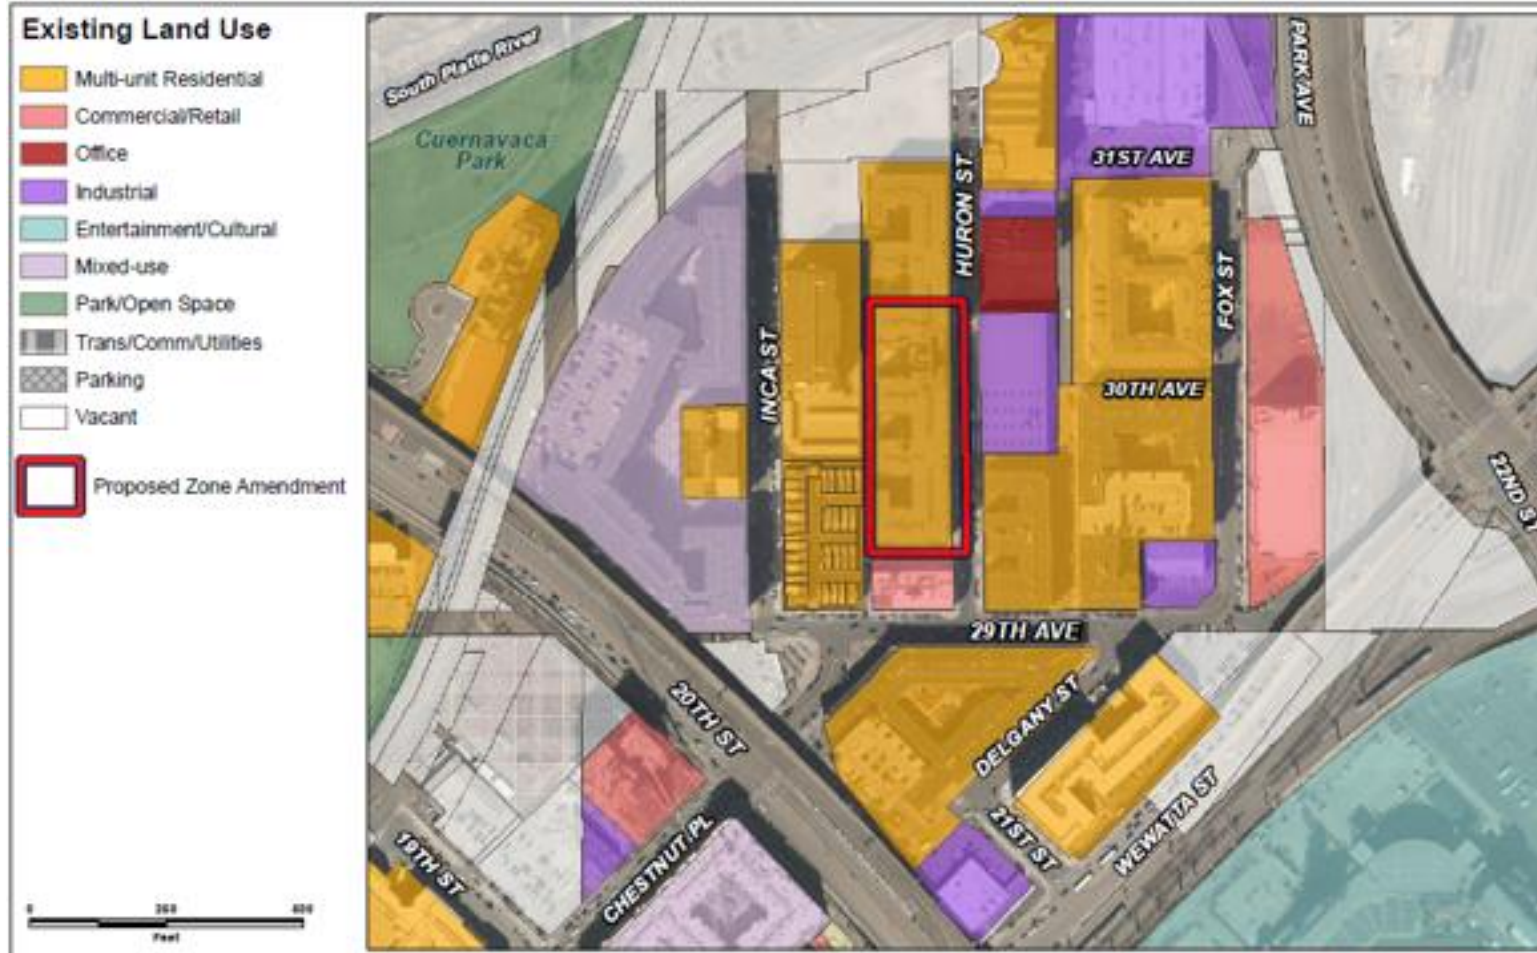 Existing Land Use
Multi-unit Residential
Commercial/Retail
Office
Industrial
Entertainment/Cultural
Mixed-use
Park/Open Space
Trans/Comm/Utilities
Parking
Vacant
Proposed Zone Amendment
Feet
South Platte River
Cuernavaca
Park
PARK AVE
31ST AVE
HURON ST
FOX ST
INCA ST
30TH AVE
22ND ST
29TH AVE
20TH ST
DELGANY ST
21ST ST
WEWATTA ST
CHESTNUT PL
19TH ST